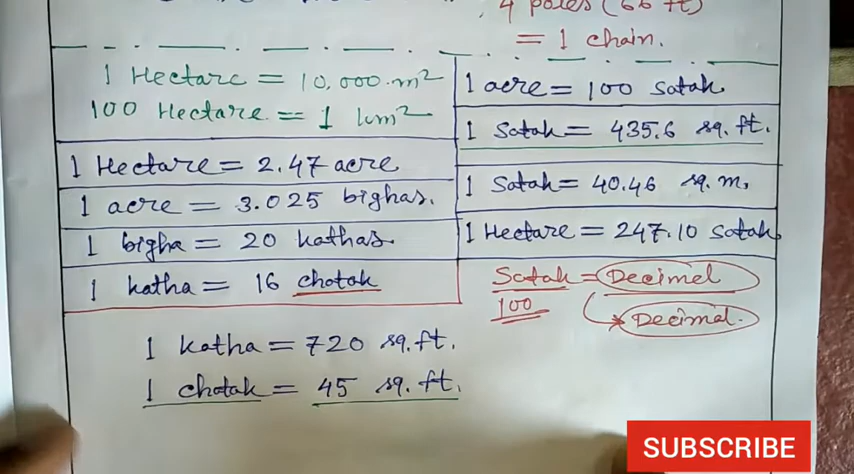 4 poles (66 ft)
= 1 chain.
1 Hectare = 10,000 m²
100 Hectare = 1 km²
1 Hectare = 2.47 acre
1 acre = 3.025 bighas.
1 bigha = 20 kathas.
1 katha = 16 chotak
1 acre = 100 Satak
1 Satak = 435.6 sq. ft.
1 Satak = 40.46 sq. m.
1 Hectare = 247.10 Satak
Satak = Decimel
100
Decimal.
1 katha = 720 sq. ft.
1 chotak = 45 sq. ft.
SUBSCRIBE